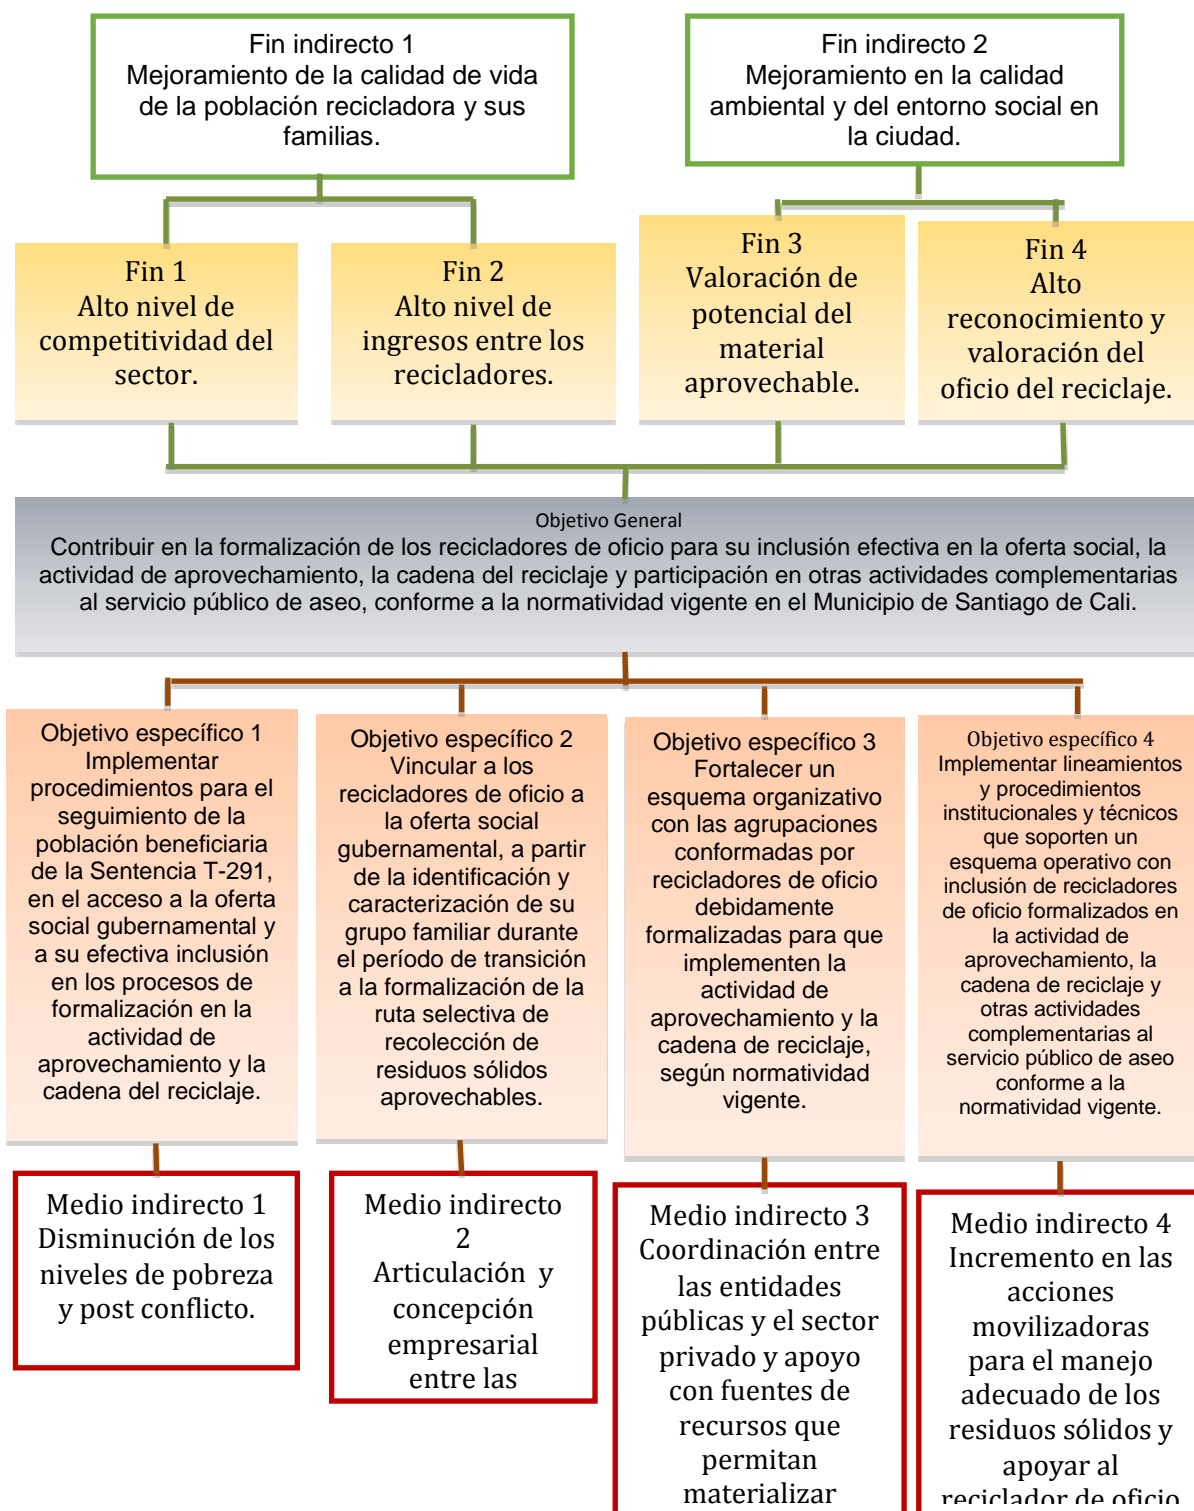 Fin indirecto 1
Mejoramiento de la calidad de vida
de la población recicladora y sus
familias.
Fin indirecto 2
Mejoramiento en la calidad
ambiental y del entorno social en
la ciudad.
Fin 1
Alto nivel de
competitividad del
sector.
Fin 2
Alto nivel de
ingresos entre los
recicladores.
Fin 3
Valoración de
potencial del
material
aprovechable.
Fin 4
Alto
reconocimiento y
valoración del
oficio del reciclaje.
Objetivo General
Contribuir en la formalización de los recicladores de oficio para su inclusión efectiva en la oferta social, la
actividad de aprovechamiento, la cadena del reciclaje y participación en otras actividades complementarias
al servicio público de aseo, conforme a la normatividad vigente en el Municipio de Santiago de Cali.
Objetivo específico 1
Implementar
procedimientos para el
seguimiento de la
población beneficiaria
de la Sentencia T-291,
en el acceso a la oferta
social gubernamental y
a su efectiva inclusión
en los procesos de
formalización en la
actividad de
aprovechamiento y la
cadena del reciclaje.
Objetivo específico 2
Vincular a los
recicladores de oficio a
la oferta social
gubernamental, a partir
de la identificación y
caracterización de su
grupo familiar durante
el período de transición
a la formalización de la
ruta selectiva de
recolección de
residuos sólidos
aprovechables.
Objetivo específico 3
Fortalecer un
esquema organizativo
con las agrupaciones
conformadas por
recicladores de oficio
debidamente
formalizadas para que
implementen la
actividad de
aprovechamiento y la
cadena de reciclaje,
según normatividad
vigente.
Objetivo específico 4
Implementar lineamientos
y procedimientos
institucionales y técnicos
que soporten un
esquema operativo con
inclusión de recicladores
de oficio formalizados en
la actividad de
aprovechamiento, la
cadena de reciclaje y
otras actividades
complementarias al
servicio público de aseo
conforme a la
normatividad vigente.
Medio indirecto 1
Disminución de los
niveles de pobreza
y post conflicto.
Medio indirecto
2
Articulación y
concepción
empresarial
entre las
Medio indirecto 3
Coordinación entre
las entidades
públicas y el sector
privado y apoyo
con fuentes de
recursos que
permitan
materializar
Medio indirecto 4
Incremento en las
acciones
movilizadoras
para el manejo
adecuado de los
residuos sólidos y
apoyar al
reciclador de oficio